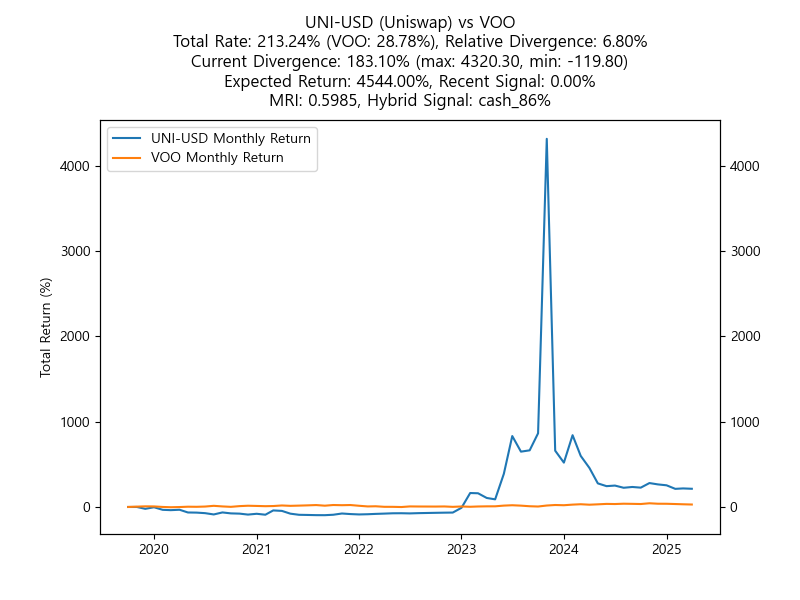 UNI-USD (Uniswap) vs VOO
Total Rate: 213.24% (VOO: 28.78%), Relative Divergence: 6.80%
Current Divergence: 183.10% (max: 4320.30, min: -119.80)
Expected Return: 4544.00%, Recent Signal: 0.00%
MRI: 0.5985, Hybrid Signal: cash_86%
UNI-USD Monthly Return
VOO Monthly Return
Total Return (%)
4000
3000
2000
1000
0
4000
3000
2000
1000
0
2020
2021
2022
2023
2024
2025